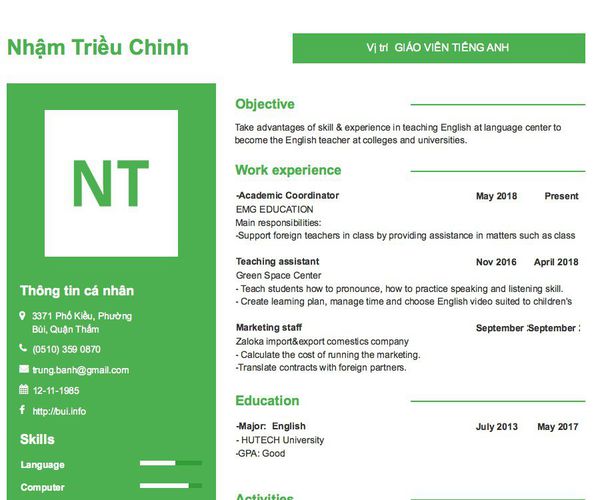 Nhậm Triều Chinh
Vị trí GIÁO VIÊN TIẾNG ANH
NT
Thông tin cá nhân
3371 Phố Kiều, Phường
Bùi, Quận Thấm
(0510) 359 0870
trung.banh@gmail.com
12-11-1985
http://bui.info
Skills
Language
Computer
Objective
Take advantages of skill & experience in teaching English at language center to
become the English teacher at colleges and universities.
Work experience
-Academic Coordinator May 2018 Present
EMG EDUCATION
Main responsibilities:
-Support foreign teachers in class by providing assistance in matters such as class
Teaching assistant Nov 2016 April 2018
Green Space Center
- Teach students how to pronounce, how to practice speaking and listening skill.
- Create learning plan, manage time and choose English video suited to children's
Marketing staff September September
Zaloka import&export comestics company
- Calculate the cost of running the marketing.
-Translate contracts with foreign partners.
Education
-Major: English July 2013 May 2017
- HUTECH University
-GPA: Good
Activities